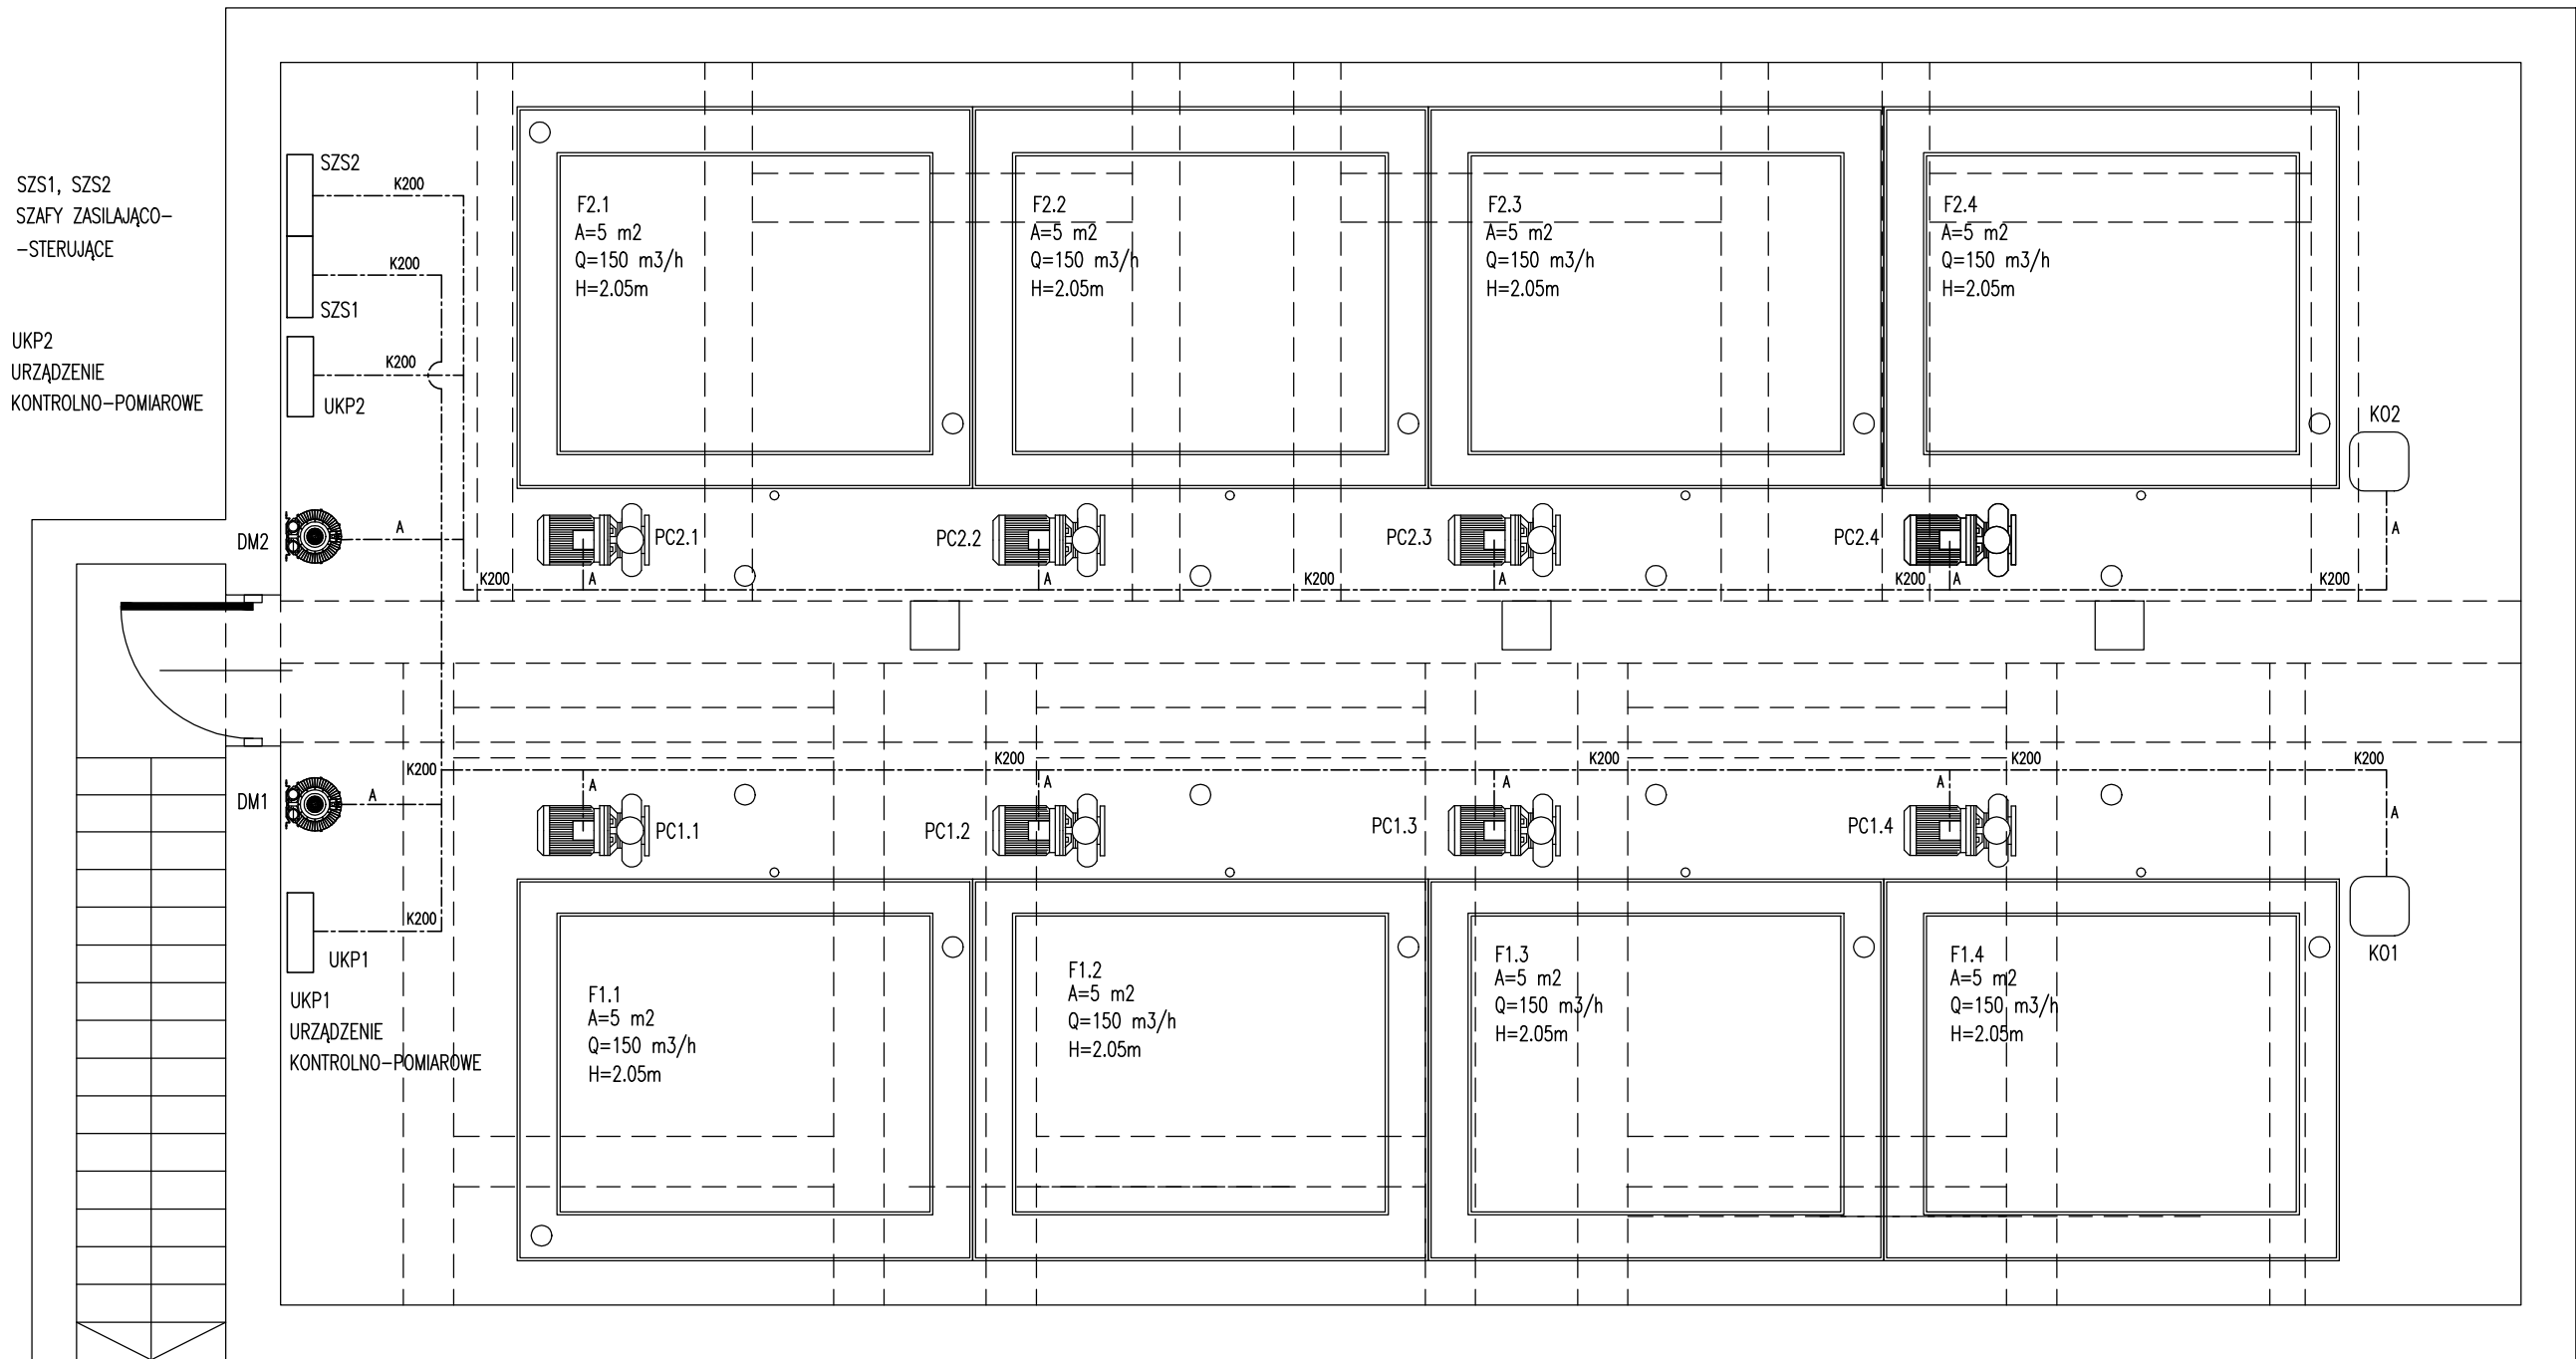 SZS1, SZS2
SZAFY ZASILAJĄCO-
-STERUJĄCE
UKP2
URZĄDZENIE
KONTROLNO-POMIAROWE
SZS2
K200
K200
SZS1
K200
UKP2
F2.1
A=5 m2
Q=150 m3/h
H=2.05m
F2.2
A=5 m2
Q=150 m3/h
H=2.05m
F2.3
A=5 m2
Q=150 m3/h
H=2.05m
F2.4
A=5 m2
Q=150 m3/h
H=2.05m
KO2
DM2
A
PC2.1
PC2.2
PC2.3
PC2.4
A
K200
A
A
K200
A
K200
A
K200
K200
K200
K200
K200
K200
DM1
A
A
A
A
A
A
PC1.1
PC1.2
PC1.3
PC1.4
K200
UKP1
UKP1
URZĄDZENIE
KONTROLNO-POMIAROWE
F1.1
A=5 m2
Q=150 m3/h
H=2.05m
F1.2
A=5 m2
Q=150 m3/h
H=2.05m
F1.3
A=5 m2
Q=150 m3/h
H=2.05m
F1.4
A=5 m2
Q=150 m3/h
H=2.05m
KO1